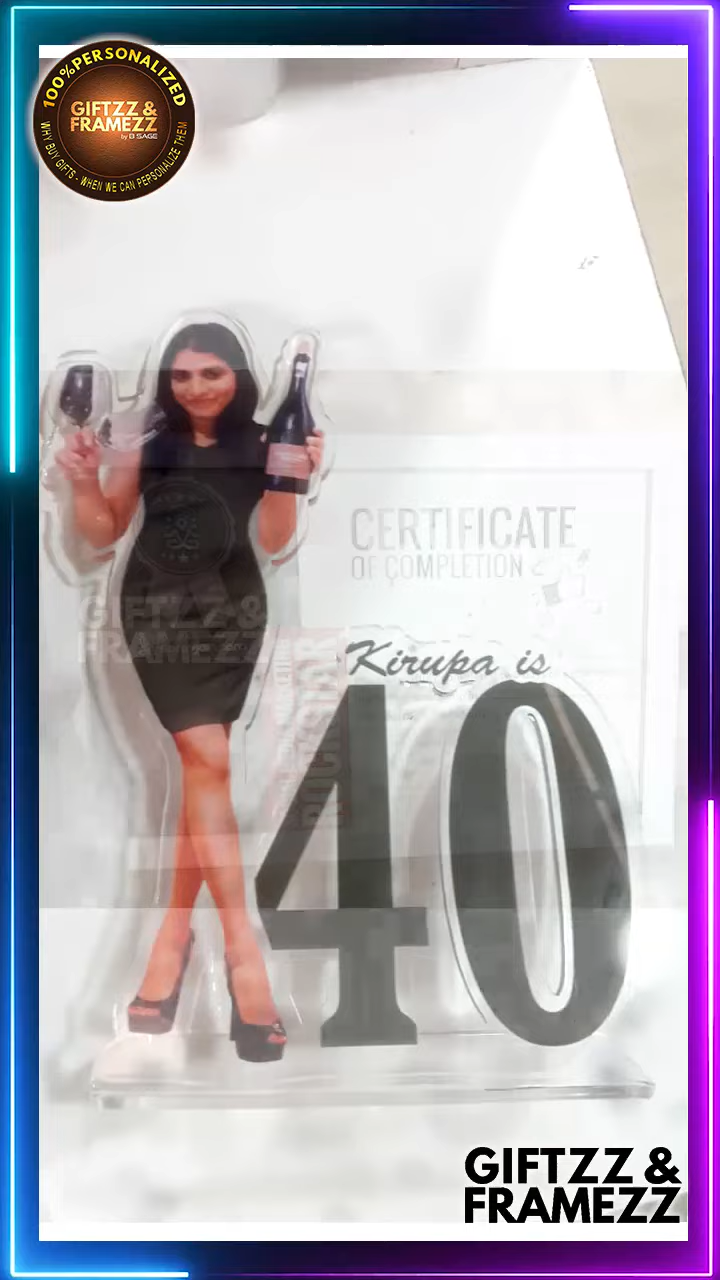 100% PERSONALIZED
GIFTZZ &
FRAMEZZ
by B SAGE
WHY BUY GIFTS - WHEN WE CAN PERSONALIZE THEM
CERTIFICATE
OF COMPLETION
GIFTZZ &
FRAMEZZ
Kirupa is
ROCKSTAR
40
GIFTZZ &
FRAMEZZ